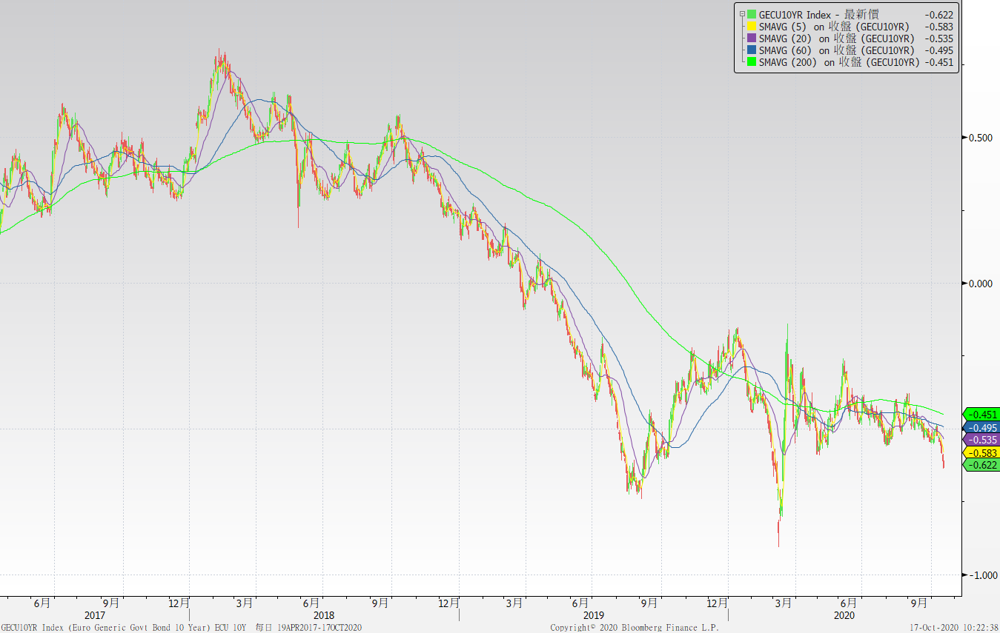 GECU10YR Index - 最新價 -0.622
SMAVG (5) on 收盤 (GECU10YR) -0.583
SMAVG (20) on 收盤 (GECU10YR) -0.535
SMAVG (60) on 收盤 (GECU10YR) -0.495
SMAVG (200) on 收盤 (GECU10YR) -0.451
0.500
0.000
-0.451
-0.495
-0.535
-0.583
-0.622
-1.000
6月 9月 12月 3月 6月 9月 12月 3月 6月 9月 12月 3月 6月 9月
2017 2018 2019 2020
GECU10YR Index (Euro Generic Govt Bond 10 Year) ECU 10Y 每日 19APR2017-17OCT2020 Copyright© 2020 Bloomberg Finance L.P. 17-Oct-2020 10:22:38